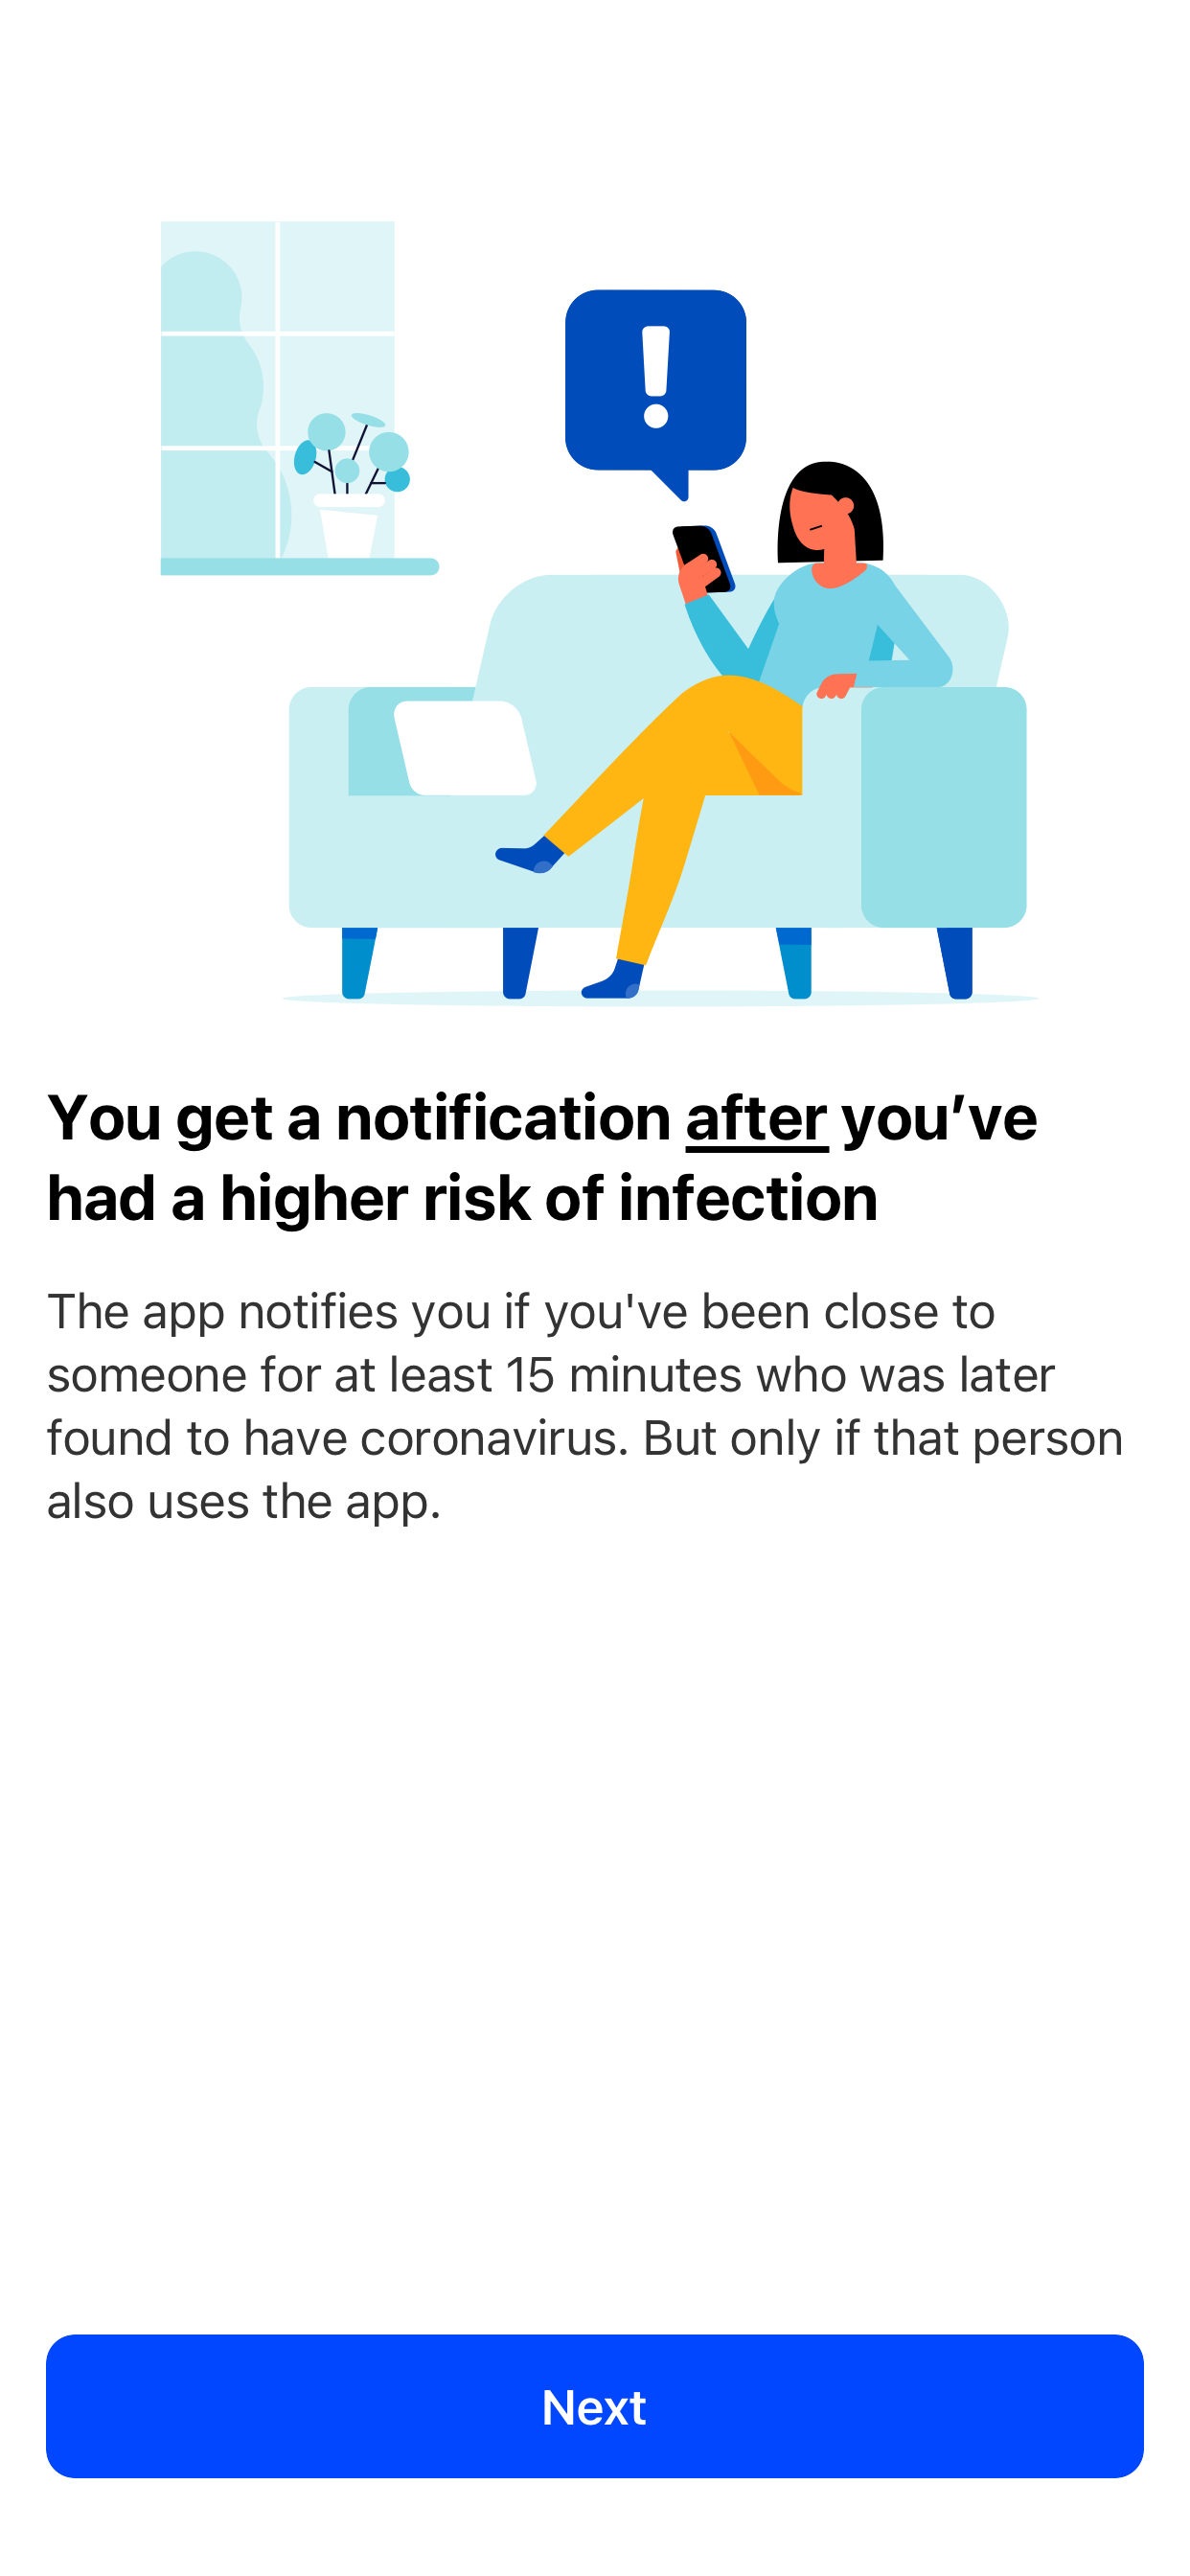 !
You get a notification after you’ve
had a higher risk of infection
The app notifies you if you've been close to
someone for at least 15 minutes who was later
found to have coronavirus. But only if that person
also uses the app.
Next